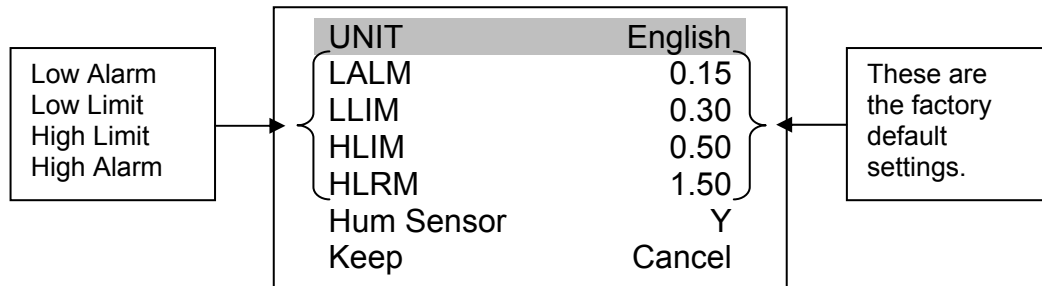 Low Alarm
Low Limit
High Limit
High Alarm
UNIT English
LALM 0.15
LLIM 0.30
HLIM 0.50
HLRM 1.50
Hum Sensor Y
Keep Cancel
These are
the factory
default
settings.